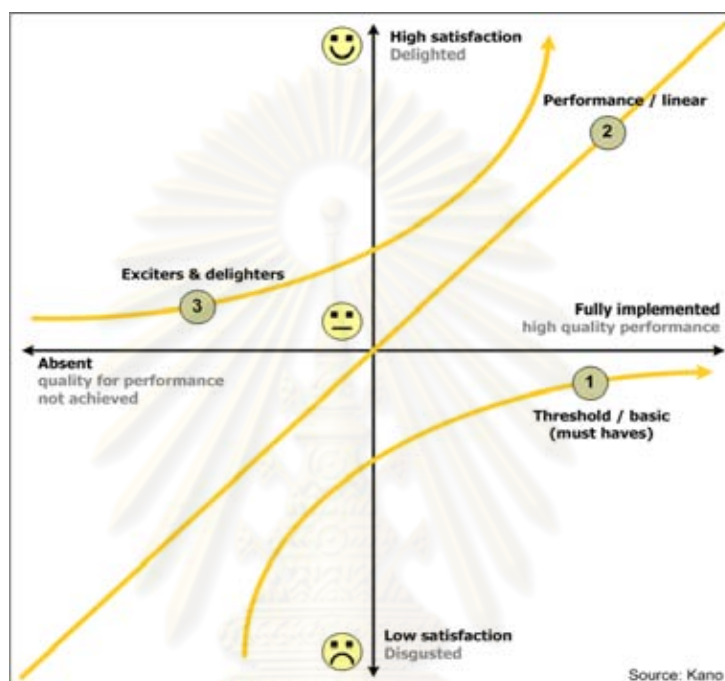 High satisfaction
Delighted
Performance / linear
2
Exciters & delighters
3
Fully implemented
high quality performance
Absent
quality for performance
not achieved
1
Threshold / basic
(must haves)
Low satisfaction
Disgusted
Source: Kano